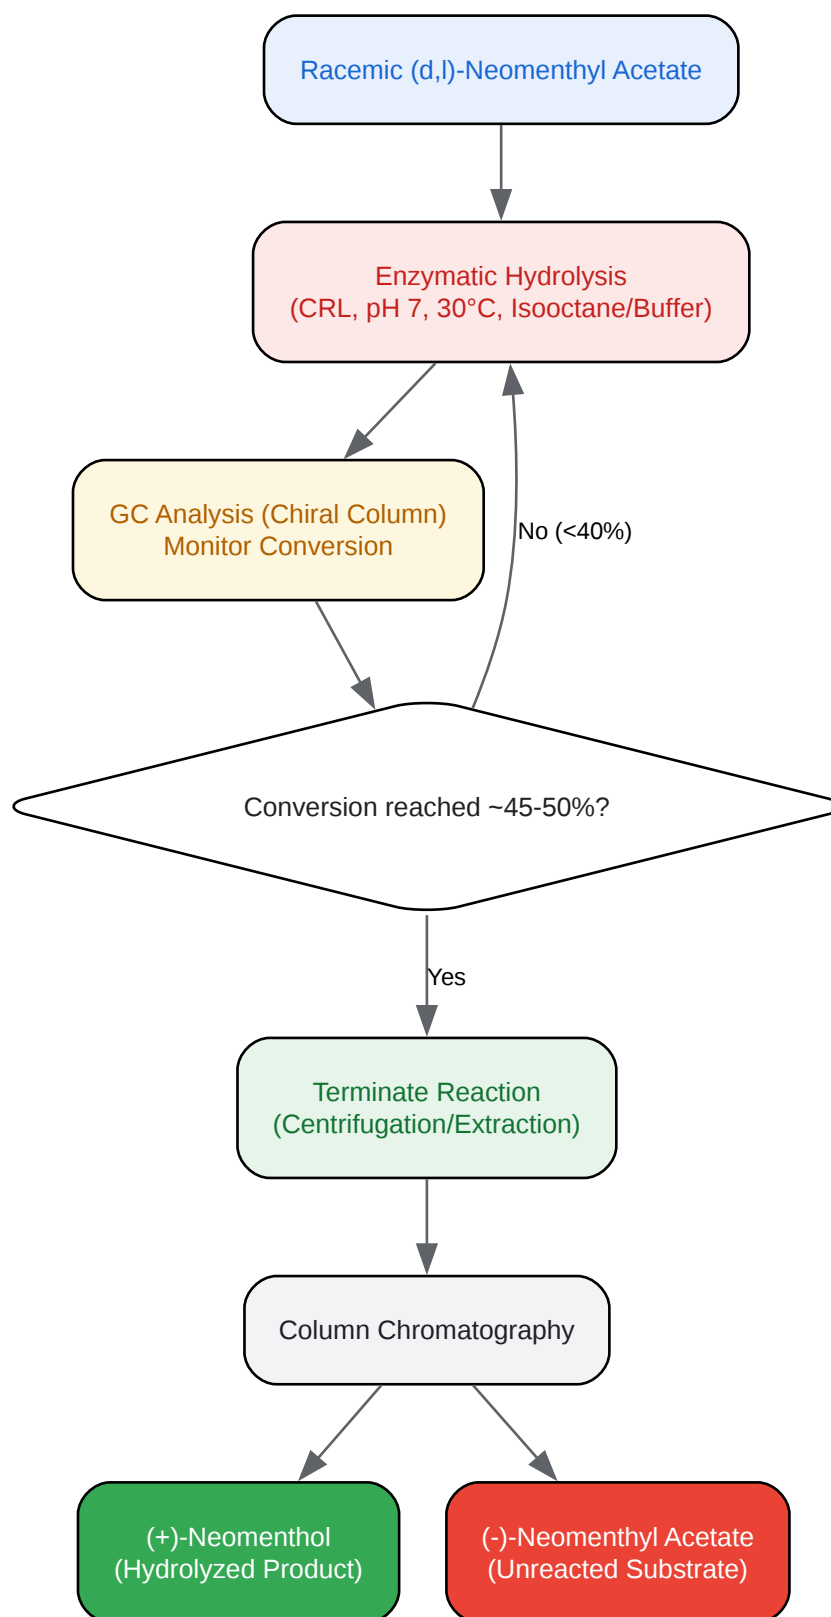 Racemic (d,l)-Neomenthyl Acetate
Enzymatic Hydrolysis
(CRL, pH 7, 30°C, Isooctane/Buffer)
GC Analysis (Chiral Column)
Monitor Conversion
No (<40%)
Conversion reached ~45-50%?
Yes
Terminate Reaction
(Centrifugation/Extraction)
Column Chromatography
(+)-Neomenthol
(Hydrolyzed Product)
(-)-Neomenthyl Acetate
(Unreacted Substrate)